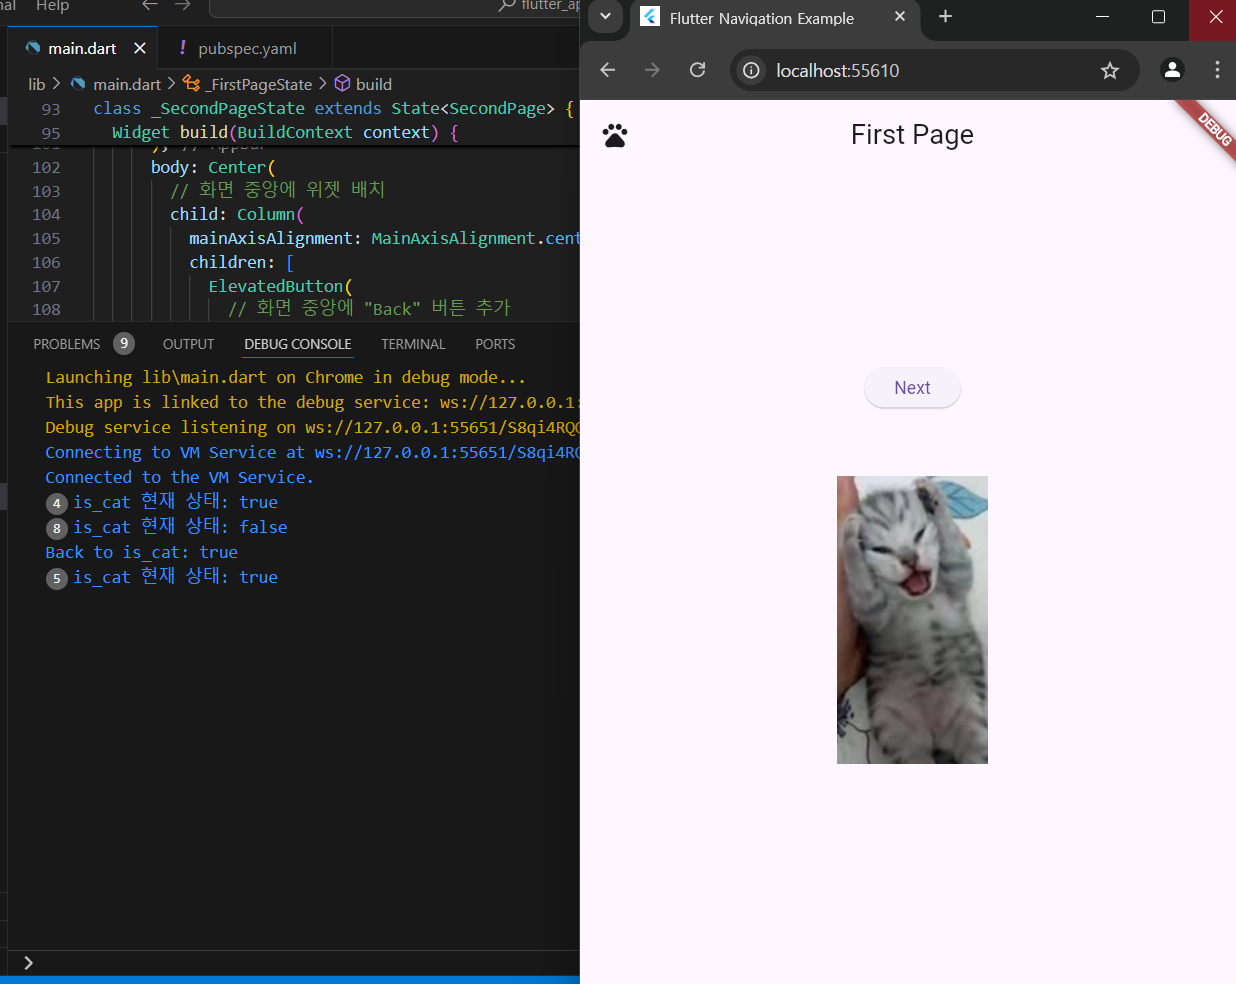 Help
flutter_ap
main.dart
pubspec.yaml
lib > main.dart > _FirstPageState > build
93 class _SecondPageState extends State<SecondPage> {
95 Widget build(BuildContext context) {
101 ), // AppBar
102 body: Center(
103 // 화면 중앙에 위젯 배치
104 child: Column(
105 mainAxisAlignment: MainAxisAlignment.cent
106 children: [
107 ElevatedButton(
108 // 화면 중앙에 "Back" 버튼 추가
PROBLEMS 9 OUTPUT DEBUG CONSOLE TERMINAL PORTS
Launching lib\main.dart on Chrome in debug mode...
This app is linked to the debug service: ws://127.0.0.1:
Debug service listening on ws://127.0.0.1:55651/S8qi4RQ
Connecting to VM Service at ws://127.0.0.1:55651/S8qi4RQ
Connected to the VM Service.
4 is_cat 현재 상태: true
8 is_cat 현재 상태: false
Back to is_cat: true
5 is_cat 현재 상태: true
Flutter Navigation Example
localhost:55610
First Page
DEBUG
Next